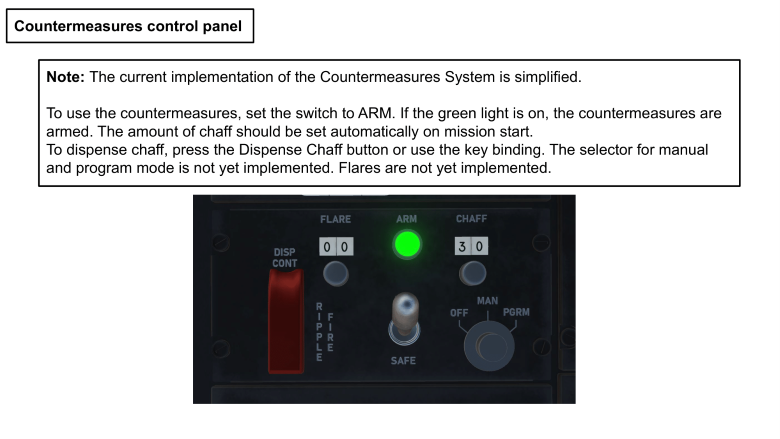 Countermeasures control panel
Note: The current implementation of the Countermeasures System is simplified.
To use the countermeasures, set the switch to ARM. If the green light is on, the countermeasures are
armed. The amount of chaff should be set automatically on mission start.
To dispense chaff, press the Dispense Chaff button or use the key binding. The selector for manual
and program mode is not yet implemented. Flares are not yet implemented.
FLARE ARM CHAFF
0 0 3 0
DISP
CONT
RIPPLE
FIRE
OFF MAN PGRM
SAFE